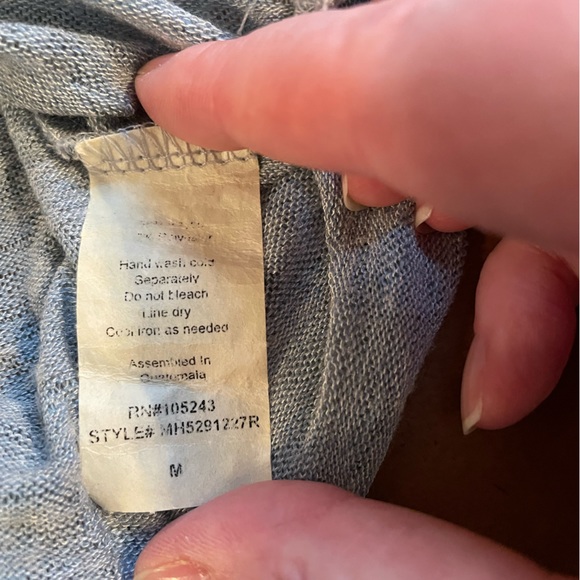 Hand wash cold
Separately
Do not bleach
Line dry
Cool iron as needed
Assembled in
Guatemala
RN#105243
STYLE# MH5291227R
M